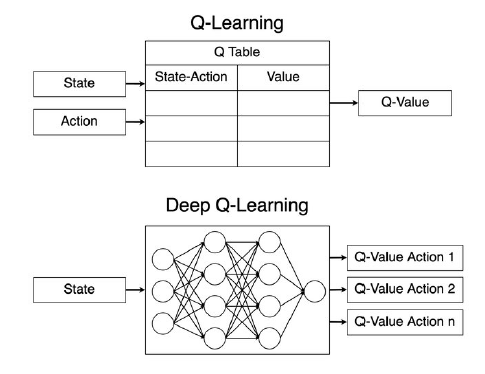 Q-Learning
Q Table
State-Action Value
State
Action
Q-Value
Deep Q-Learning
State
Q-Value Action 1
Q-Value Action 2
Q-Value Action n